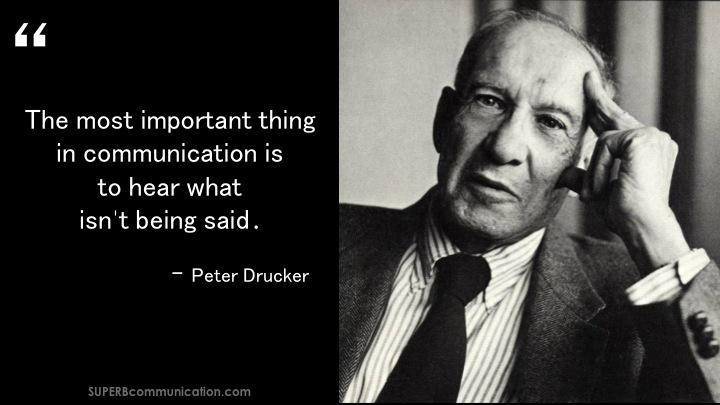 “
The most important thing
in communication is
to hear what
isn't being said.
– Peter Drucker
SUPERBcommunication.com